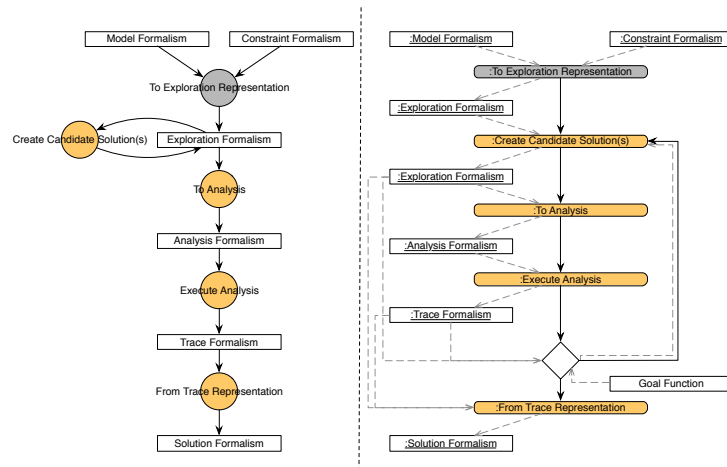 Model Formalism
Constraint Formalism
To Exploration Representation
Create Candidate Solution(s)
Exploration Formalism
To Analysis
Analysis Formalism
Execute Analysis
Trace Formalism
From Trace Representation
Solution Formalism
:Model Formalism
:Constraint Formalism
:To Exploration Representation
:Exploration Formalism
:Create Candidate Solution(s)
:Exploration Formalism
:To Analysis
:Analysis Formalism
:Execute Analysis
:Trace Formalism
Goal Function
:From Trace Representation
:Solution Formalism